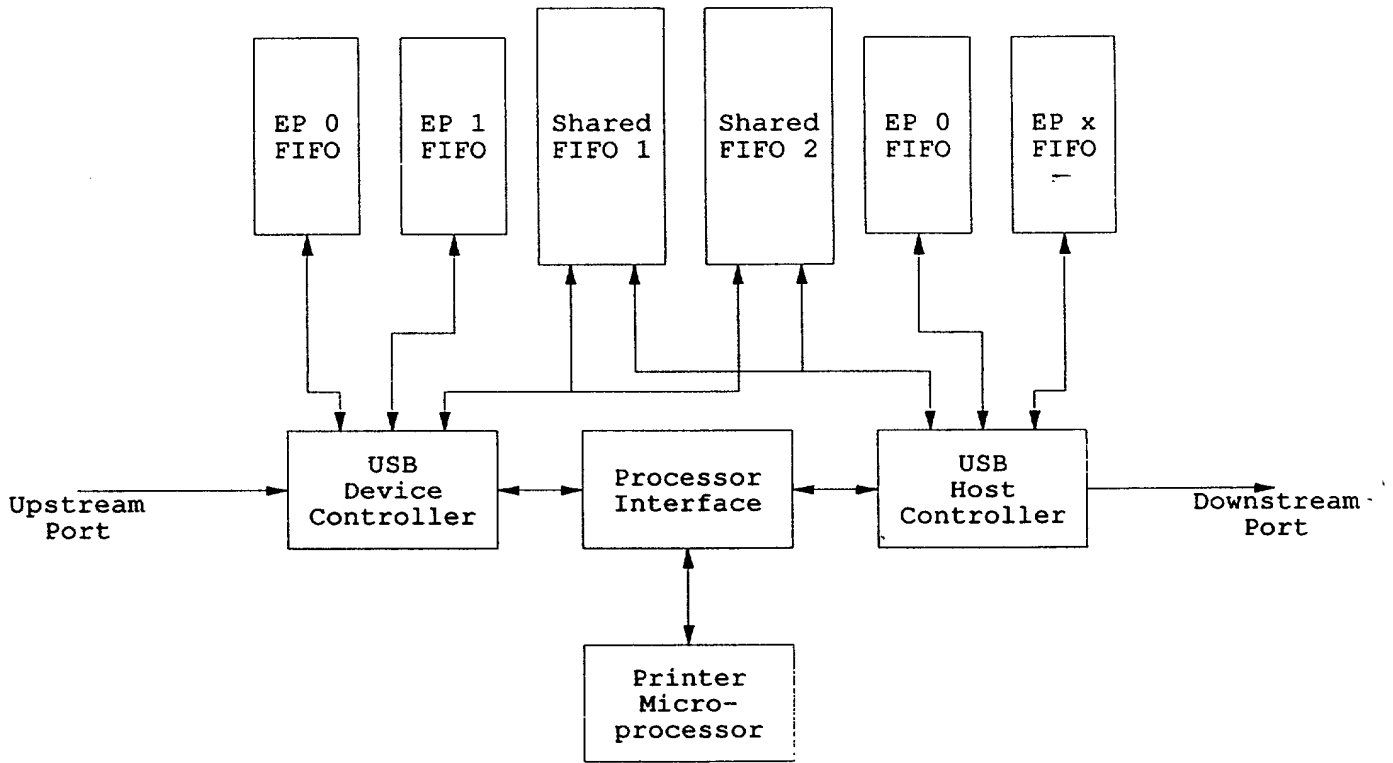 EP 0
FIFO
EP 1
FIFO
Shared
FIFO 1
Shared
FIFO 2
EP 0
FIFO
EP x
FIFO
Upstream
Port
USB
Device
Controller
Processor
Interface
USB
Host
Controller
Downstream
Port
Printer
Micro-
processor